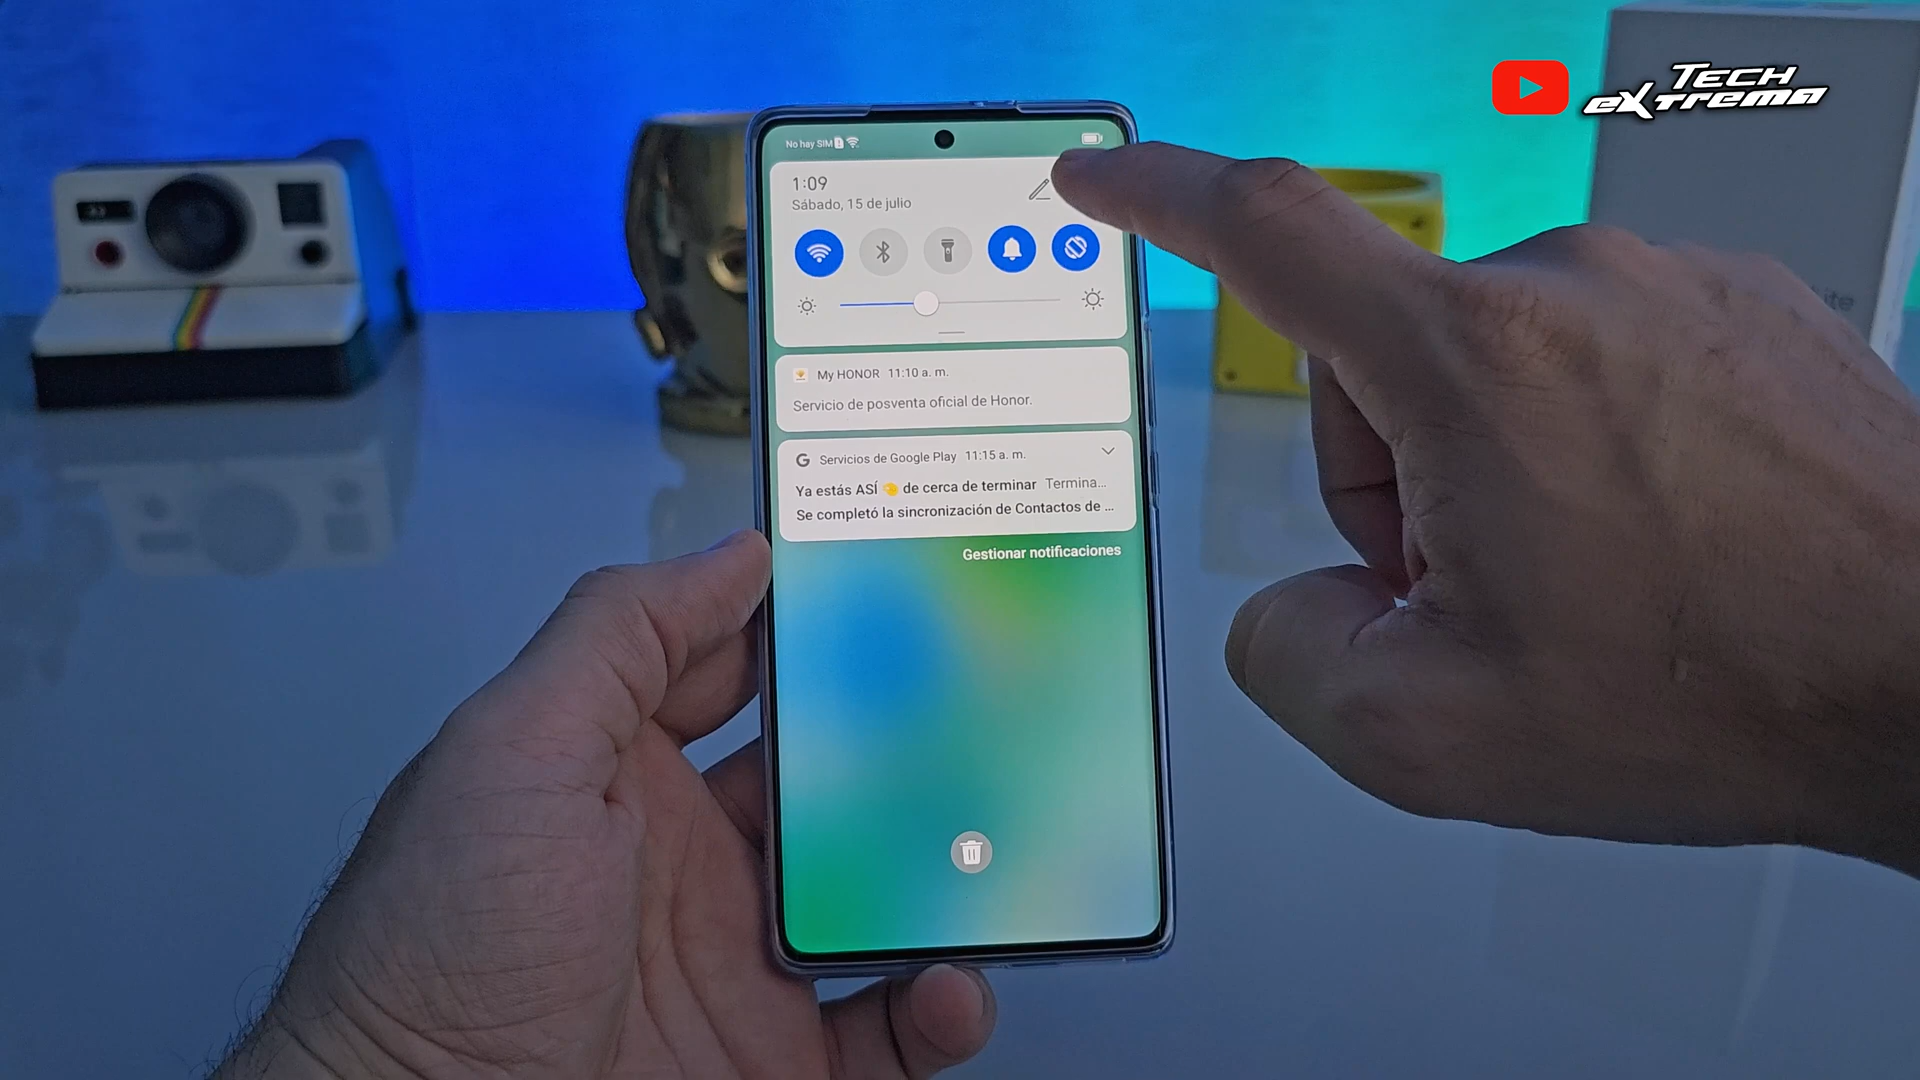 TECH
eXTrema
No hay SIM
1:09
Sábado, 15 de julio
My HONOR 11:10 a. m.
Servicio de posventa oficial de Honor.
Servicios de Google Play 11:15 a. m.
Ya estás ASÍ 🤏 de cerca de terminar Termina...
Se completó la sincronización de Contactos de ...
Gestionar notificaciones
Lite